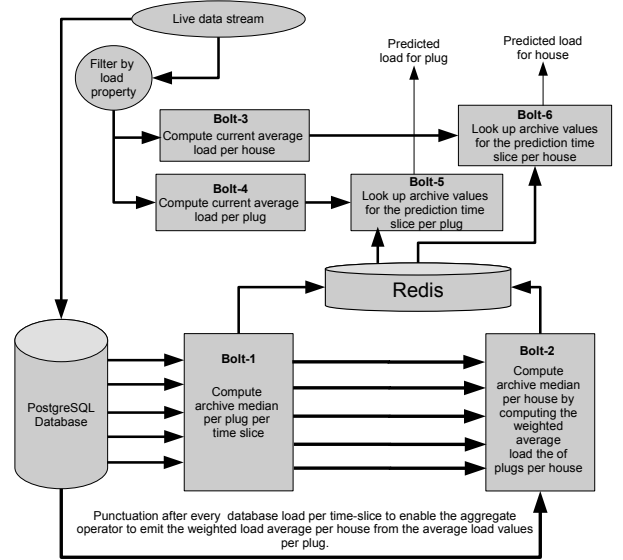 Live data stream
Predicted
load for plug
Predicted load
for house
Filter by
load
property
Bolt-3
Compute current average
load per house
Bolt-6
Look up archive values
for the prediction time
slice per house
Bolt-4
Compute current average
load per plug
Bolt-5
Look up archive values
for the prediction time
slice per plug
Redis
PostgreSQL
Database
Bolt-1
Compute
archive median
per plug per
time slice
Bolt-2
Compute
archive median
per house by
computing the
weighted
average
load the of
plugs per house
Punctuation after every database load per time-slice to enable the aggregate
operator to emit the weighted load average per house from the average load values
per plug.